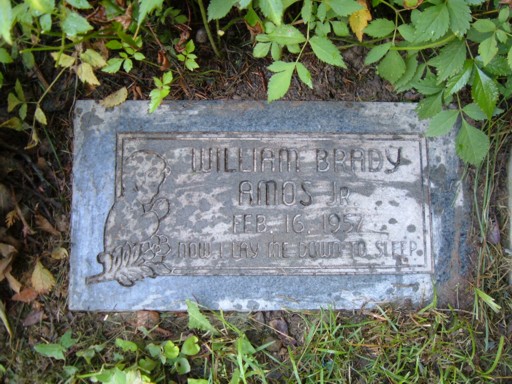 WILLIAM BRADY
AMOS JR
FEB. 16, 1957
NOW I LAY ME DOWN TO SLEEP